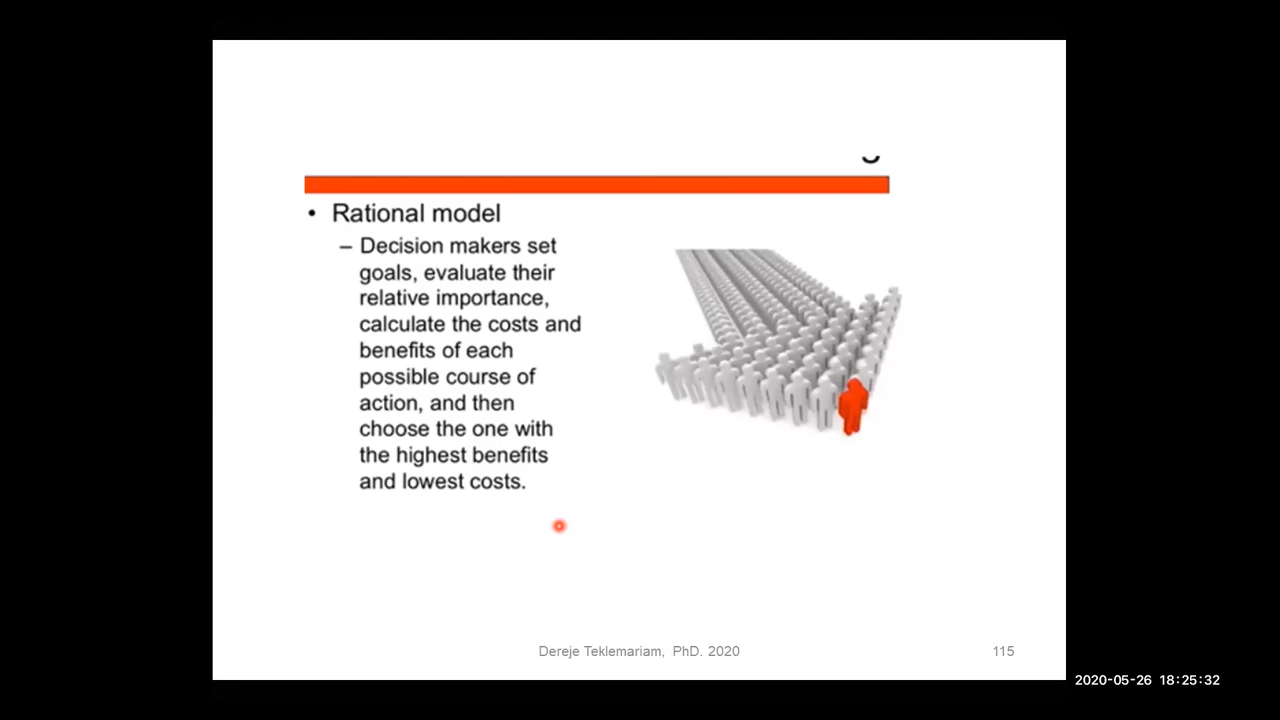 • Rational model
– Decision makers set
goals, evaluate their
relative importance,
calculate the costs and
benefits of each
possible course of
action, and then
choose the one with
the highest benefits
and lowest costs.
Dereje Teklemariam, PhD. 2020
115
2020-05-26 18:25:32